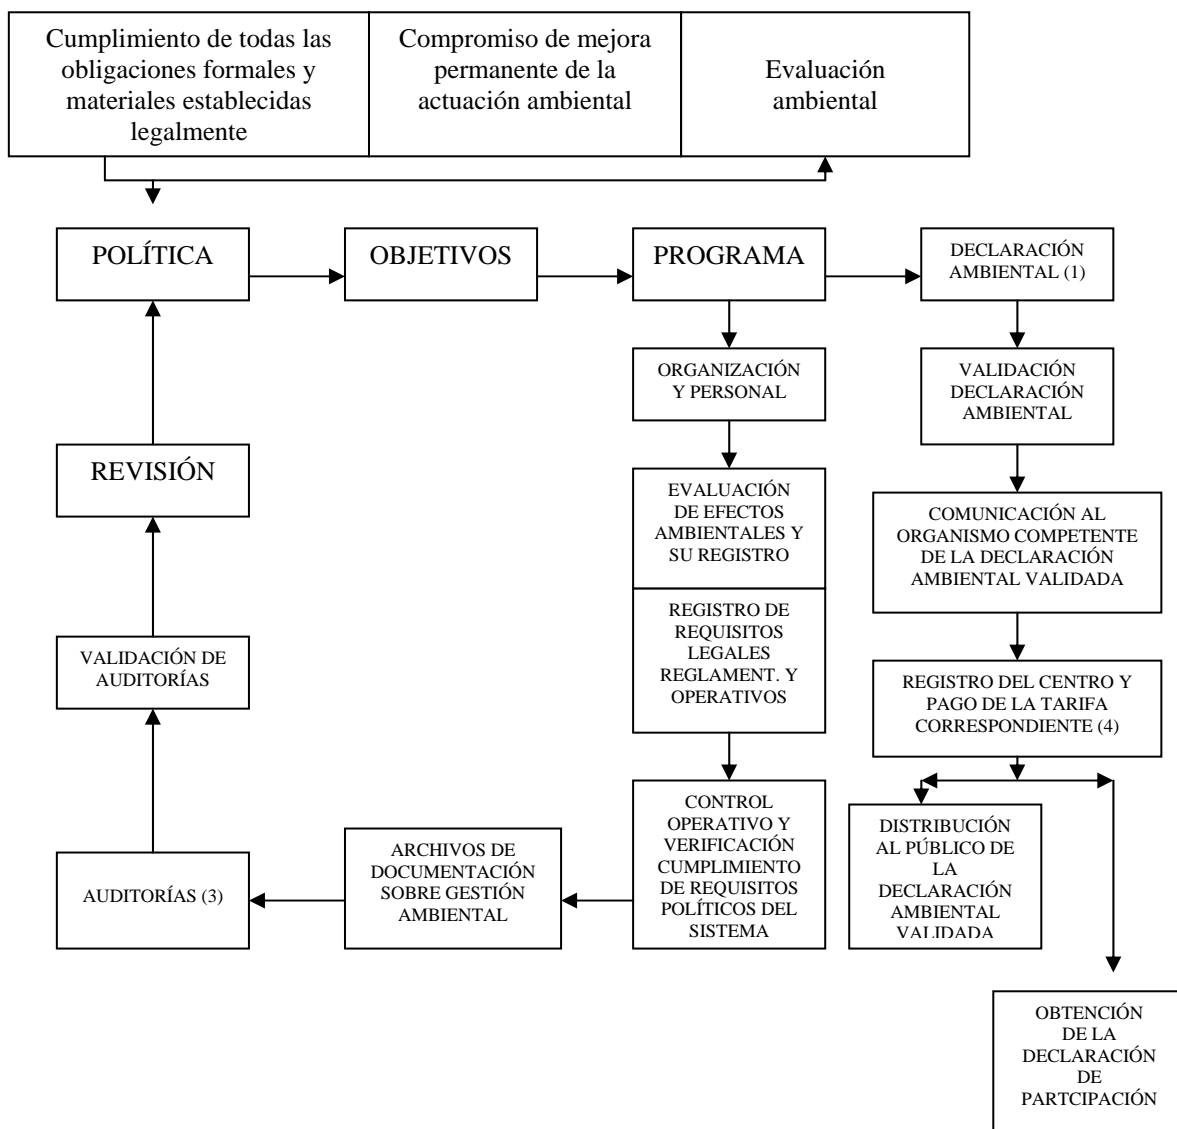 Cumplimiento de todas las
obligaciones formales y
materiales establecidas
legalmente
Compromiso de mejora
permanente de la
actuación ambiental
Evaluación
ambiental
POLÍTICA
OBJETIVOS
PROGRAMA
DECLARACIÓN
AMBIENTAL (1)
ORGANIZACIÓN
Y PERSONAL
VALIDACIÓN
DECLARACIÓN
AMBIENTAL
REVISIÓN
EVALUACIÓN
DE EFECTOS
AMBIENTALES Y
SU REGISTRO
COMUNICACIÓN AL
ORGANISMO COMPETENTE
DE LA DECLARACIÓN
AMBIENTAL VALIDADA
REGISTRO DE
REQUISITOS
LEGALES
REGLAMENT. Y
OPERATIVOS
VALIDACIÓN DE
AUDITORÍAS
REGISTRO DEL CENTRO Y
PAGO DE LA TARIFA
CORRESPONDIENTE (4)
CONTROL
OPERATIVO Y
VERIFICACIÓN
CUMPLIMIENTO
DE REQUISITOS
POLÍTICOS DEL
SISTEMA
ARCHIVOS DE
DOCUMENTACIÓN
SOBRE GESTIÓN
AMBIENTAL
AUDITORÍAS (3)
DISTRIBUCIÓN
AL PÚBLICO DE
LA
DECLARACIÓN
AMBIENTAL
VALIDADA
OBTENCIÓN
DE LA
DECLARACIÓN
DE
PARTCIPACIÓN